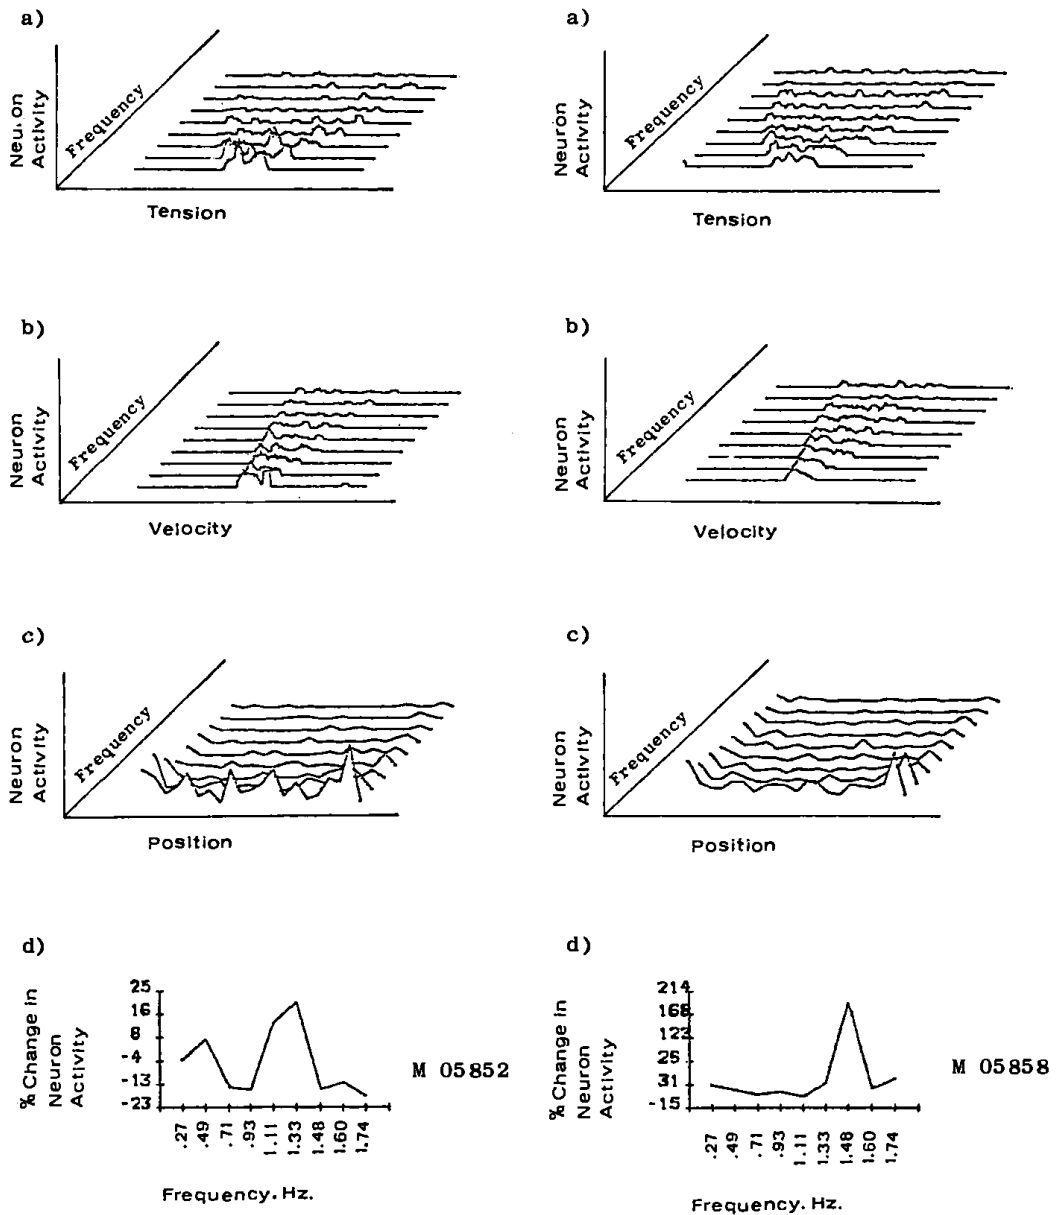 a)
Neuron
Activity
Frequency
Tension
b)
Neuron
Activity
Frequency
Velocity
c)
Neuron
Activity
Frequency
Position
d)
% Change in
Neuron
Activity
25
16
8
-4
-13
-23
.27
.49
.71
.93
1.11
1.33
1.48
1.60
1.74
Frequency. Hz.
M 05852
a)
Neuron
Activity
Frequency
Tension
b)
Neuron
Activity
Frequency
Velocity
c)
Neuron
Activity
Frequency
Position
d)
% Change in
Neuron
Activity
214
168
123
25
31
-15
.27
.49
.71
.93
1.11
1.33
1.48
1.60
1.74
Frequency. Hz.
M 05858